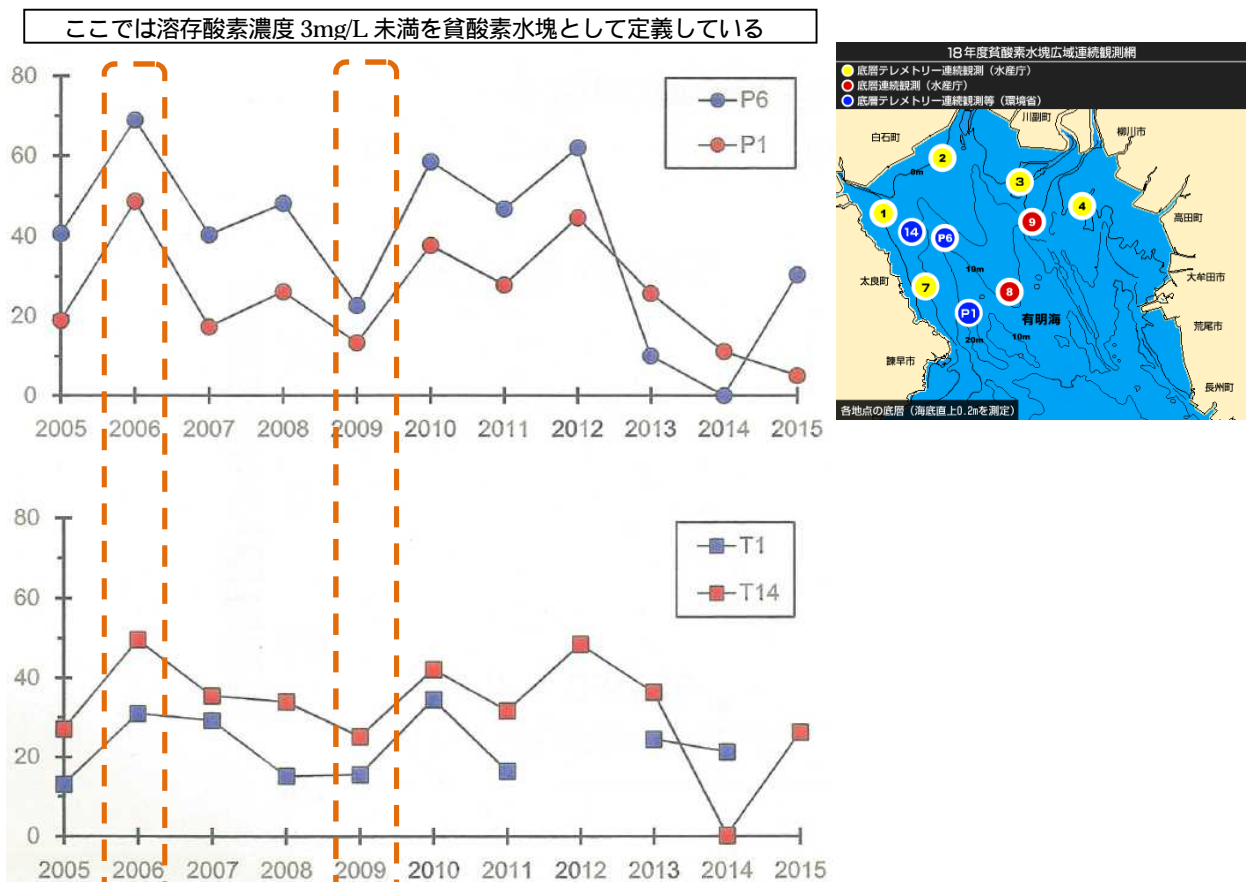 ここでは溶存酸素濃度 3mg/L 未満を貧酸素水塊として定義している
80
60
40
20
0
P6
P1
2005 2006 2007 2008 2009 2010 2011 2012 2013 2014 2015
80
60
40
20
0
T1
T14
2005 2006 2007 2008 2009 2010 2011 2012 2013 2014 2015
18年度貧酸素水塊広域連続観測網
底層テレメトリー連続観測（水産庁）
底層連続観測（水産庁）
底層テレメトリー連続観測等（環境省）
川副町
白石町
柳川市
2
0m
3
4
1
9
高田町
14
P6
10m
大牟田市
太良町
7
8
P1
有明海
荒尾市
20m
10m
諫早市
長州町
各地点の底層（海底直上0.2mを測定）